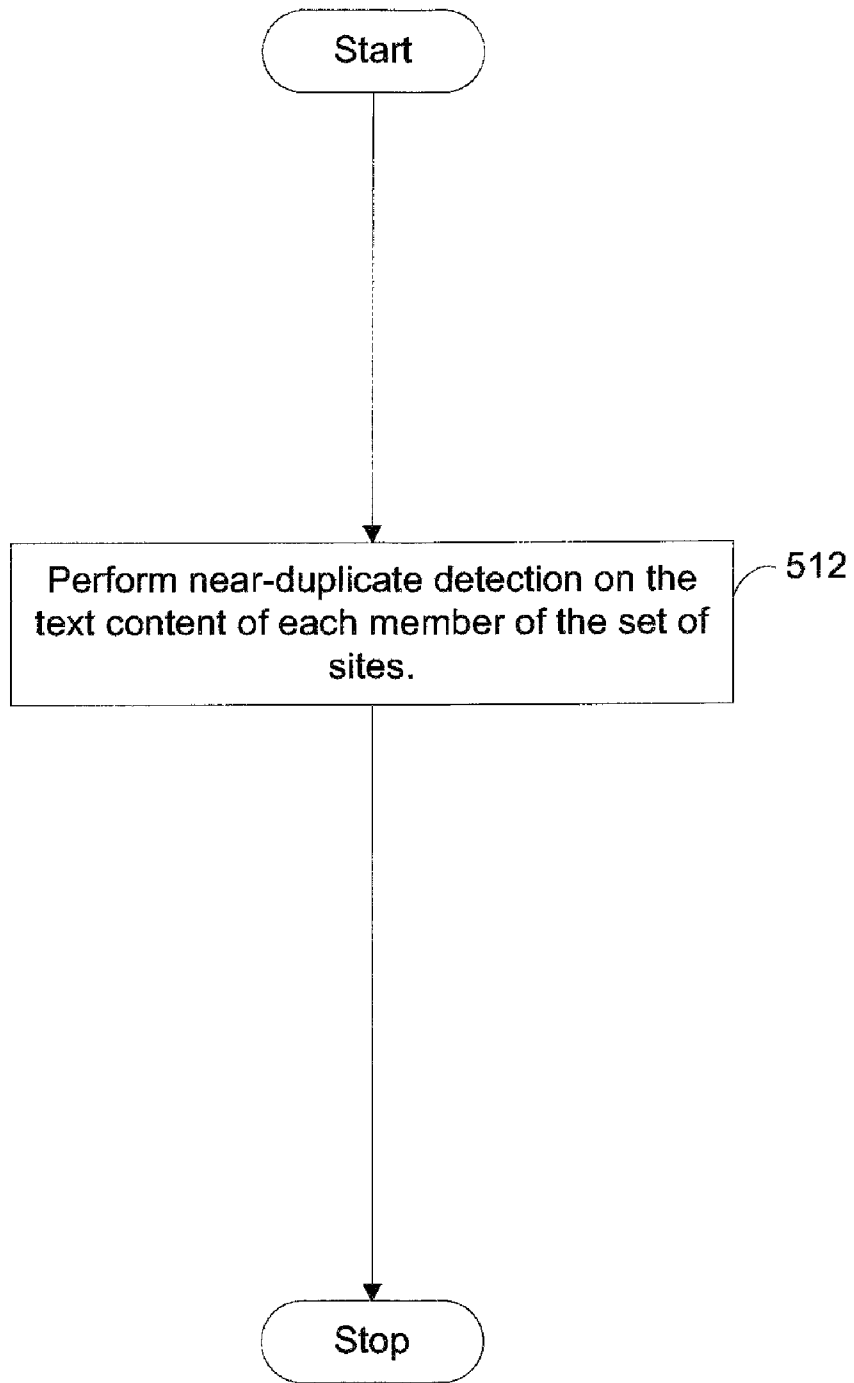 Start
Perform near-duplicate detection on the
text content of each member of the set of
sites.
512
Stop